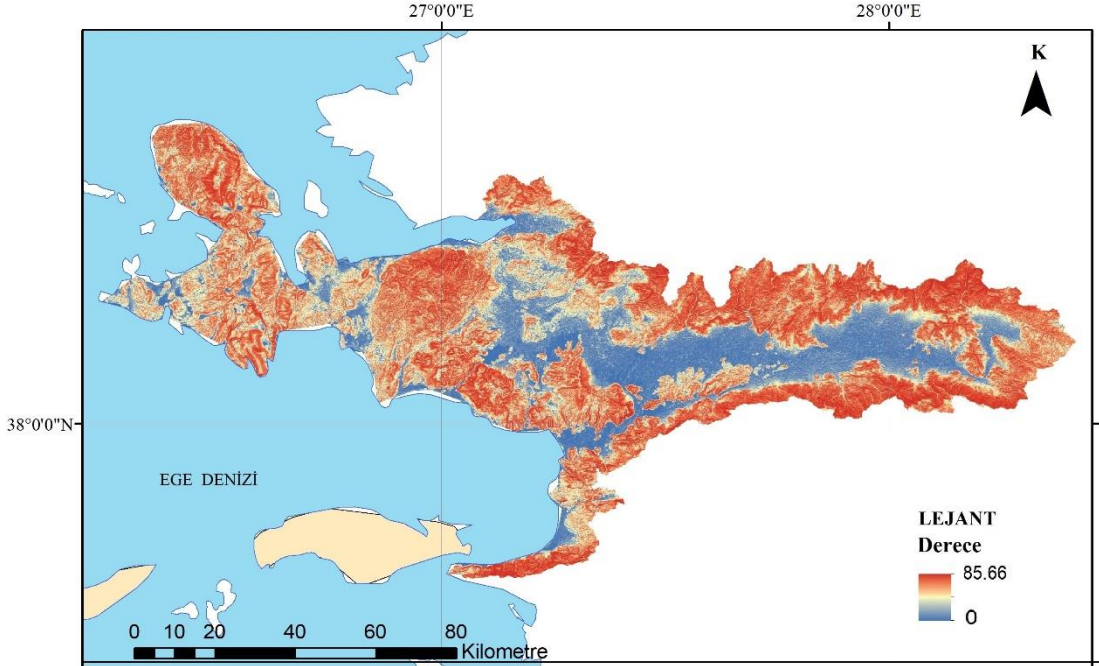 27°0'0"E 28°0'0"E
K
38°0'0"N
EGE DENİZİ
LEJANT
Derece
85.66
0
0 10 20 40 60 80
Kilometre